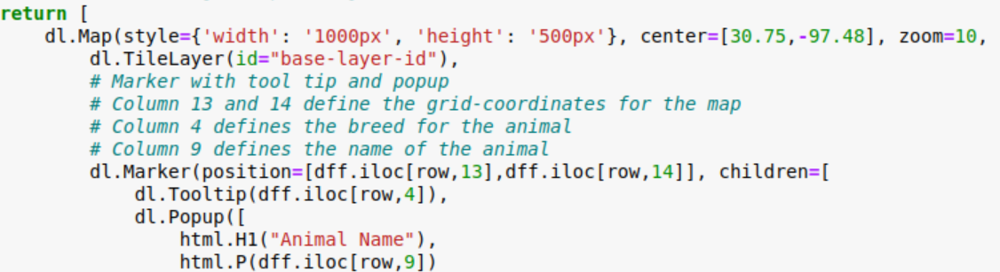 return [
    dl.Map(style={'width': '1000px', 'height': '500px'}, center=[30.75,-97.48], zoom=10,
        dl.TileLayer(id="base-layer-id"),
        # Marker with tool tip and popup
        # Column 13 and 14 define the grid-coordinates for the map
        # Column 4 defines the breed for the animal
        # Column 9 defines the name of the animal
        dl.Marker(position=[dff.iloc[row,13],dff.iloc[row,14]], children=[
            dl.Tooltip(dff.iloc[row,4]),
            dl.Popup([
                html.H1("Animal Name"),
                html.P(dff.iloc[row,9])